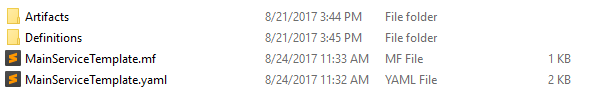 Artifacts 8/21/2017 3:44 PM File folder
Definitions 8/21/2017 3:45 PM File folder
MainServiceTemplate.mf 8/24/2017 11:33 AM MF File 1 KB
MainServiceTemplate.yaml 8/24/2017 11:32 AM YAML File 2 KB